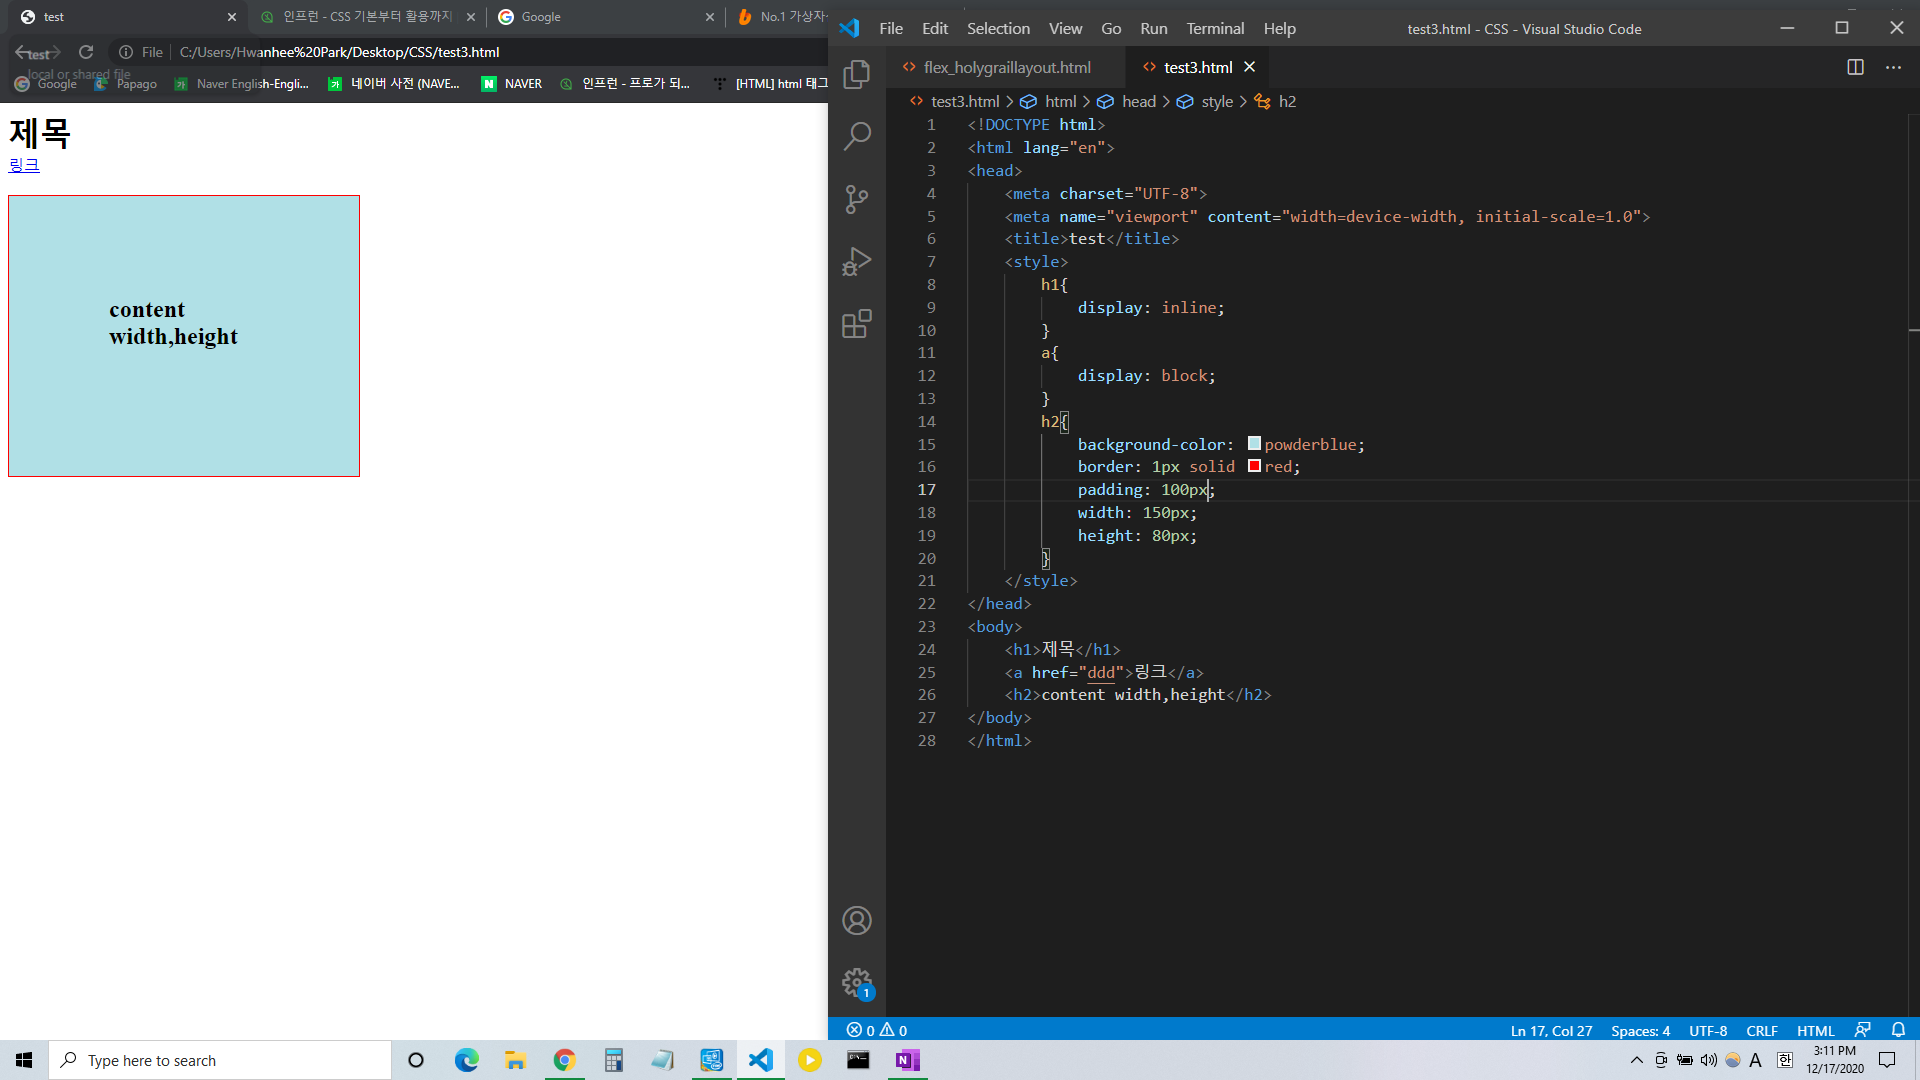 test
인프런 - CSS 기본부터 활용까지
Google
No.1 가상자
test
local or shared file
File
C:/Users/Hwanhee%20Park/Desktop/CSS/test3.html
Google
Papago
Naver English-Engli...
네이버 사전 (NAVE...
NAVER
인프런 - 프로가 되...
[HTML] html 태그
제목
링크
content
width,height
File Edit Selection View Go Run Terminal Help
test3.html - CSS - Visual Studio Code
flex_holygraillayout.html
test3.html
test3.html > html > head > style > h2
1 <!DOCTYPE html>
2 <html lang="en">
3 <head>
4 <meta charset="UTF-8">
5 <meta name="viewport" content="width=device-width, initial-scale=1.0">
6 <title>test</title>
7 <style>
8 h1{
9 display: inline;
10 }
11 a{
12 display: block;
13 }
14 h2{
15 background-color: powderblue;
16 border: 1px solid red;
17 padding: 100px;
18 width: 150px;
19 height: 80px;
20 }
21 </style>
22 </head>
23 <body>
24 <h1>제목</h1>
25 <a href="ddd">링크</a>
26 <h2>content width,height</h2>
27 </body>
28 </html>
1
0 0
Ln 17, Col 27
Spaces: 4
UTF-8
CRLF
HTML
Type here to search
A
한
3:11 PM
12/17/2020